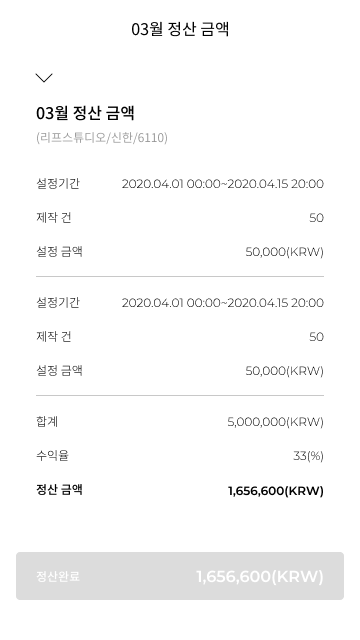 03월 정산 금액
03월 정산 금액
(리프스튜디오/신한/6110)
설정기간 2020.04.01 00:00~2020.04.15 20:00
제작 건 50
설정 금액 50,000(KRW)
설정기간 2020.04.01 00:00~2020.04.15 20:00
제작 건 50
설정 금액 50,000(KRW)
합계 5,000,000(KRW)
수익율 33(%)
정산 금액 1,656,600(KRW)
정산완료 1,656,600(KRW)